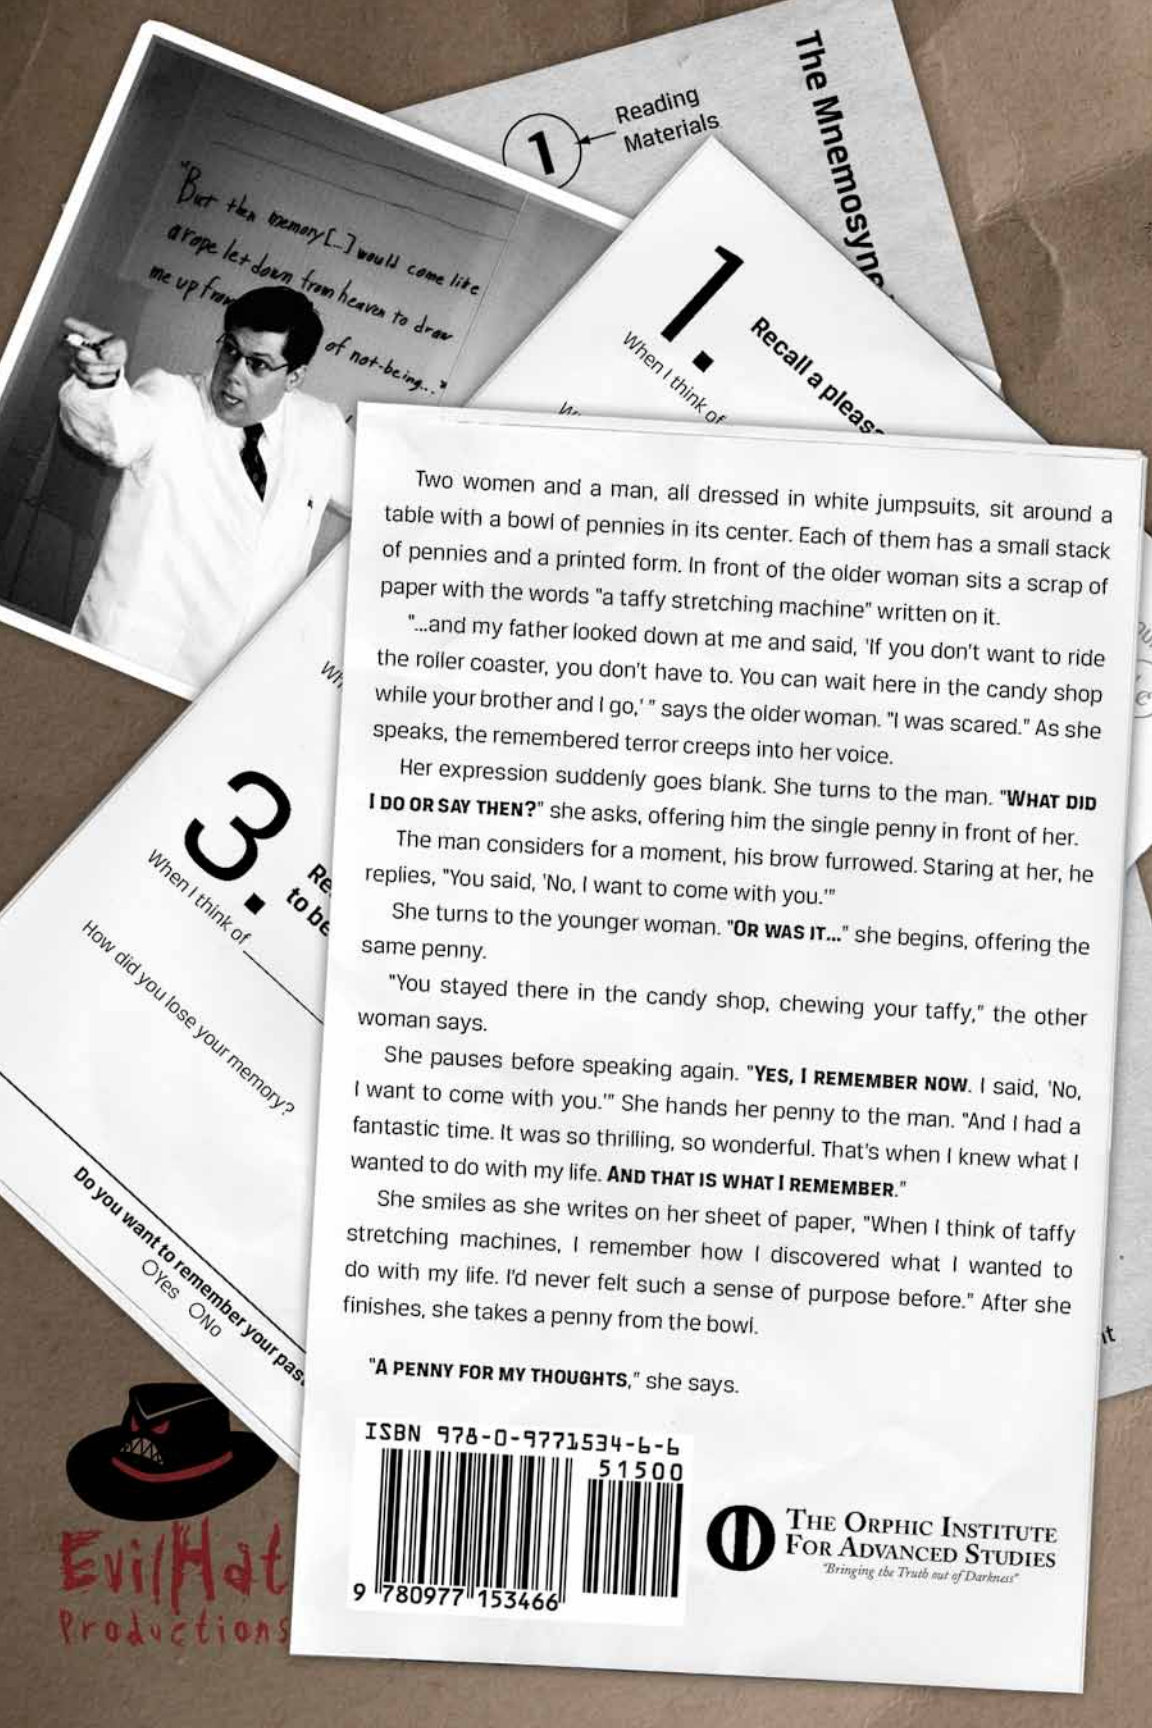 The Mnemosyne
1
Reading
Materials
"But then memory[...] would come like
a rope let down from heaven to draw
me up from
of not-being..."
1.
Recall a pleas
When I think of
3.
Re
to be
When I think of
How did you lose your memory?
Do you want to remember your pas
Yes No
Two women and a man, all dressed in white jumpsuits, sit around a
table with a bowl of pennies in its center. Each of them has a small stack
of pennies and a printed form. In front of the older woman sits a scrap of
paper with the words "a taffy stretching machine" written on it.
"...and my father looked down at me and said, 'If you don't want to ride
the roller coaster, you don't have to. You can wait here in the candy shop
while your brother and I go,' " says the older woman. "I was scared." As she
speaks, the remembered terror creeps into her voice.
Her expression suddenly goes blank. She turns to the man. "WHAT DID
I DO OR SAY THEN?" she asks, offering him the single penny in front of her.
The man considers for a moment, his brow furrowed. Staring at her, he
replies, "You said, 'No, I want to come with you.'"
She turns to the younger woman. "OR WAS IT..." she begins, offering the
same penny.
"You stayed there in the candy shop, chewing your taffy," the other
woman says.
She pauses before speaking again. "YES, I REMEMBER NOW. I said, 'No,
I want to come with you.'" She hands her penny to the man. "And I had a
fantastic time. It was so thrilling, so wonderful. That's when I knew what I
wanted to do with my life. AND THAT IS WHAT I REMEMBER."
She smiles as she writes on her sheet of paper, "When I think of taffy
stretching machines, I remember how I discovered what I wanted to
do with my life. I'd never felt such a sense of purpose before." After she
finishes, she takes a penny from the bowl.
"A PENNY FOR MY THOUGHTS," she says.
ISBN 978-0-9771534-6-6
51500
9 780977 153466
THE ORPHIC INSTITUTE
FOR ADVANCED STUDIES
"Bringing the Truth out of Darkness"
Evil Hat
Productions